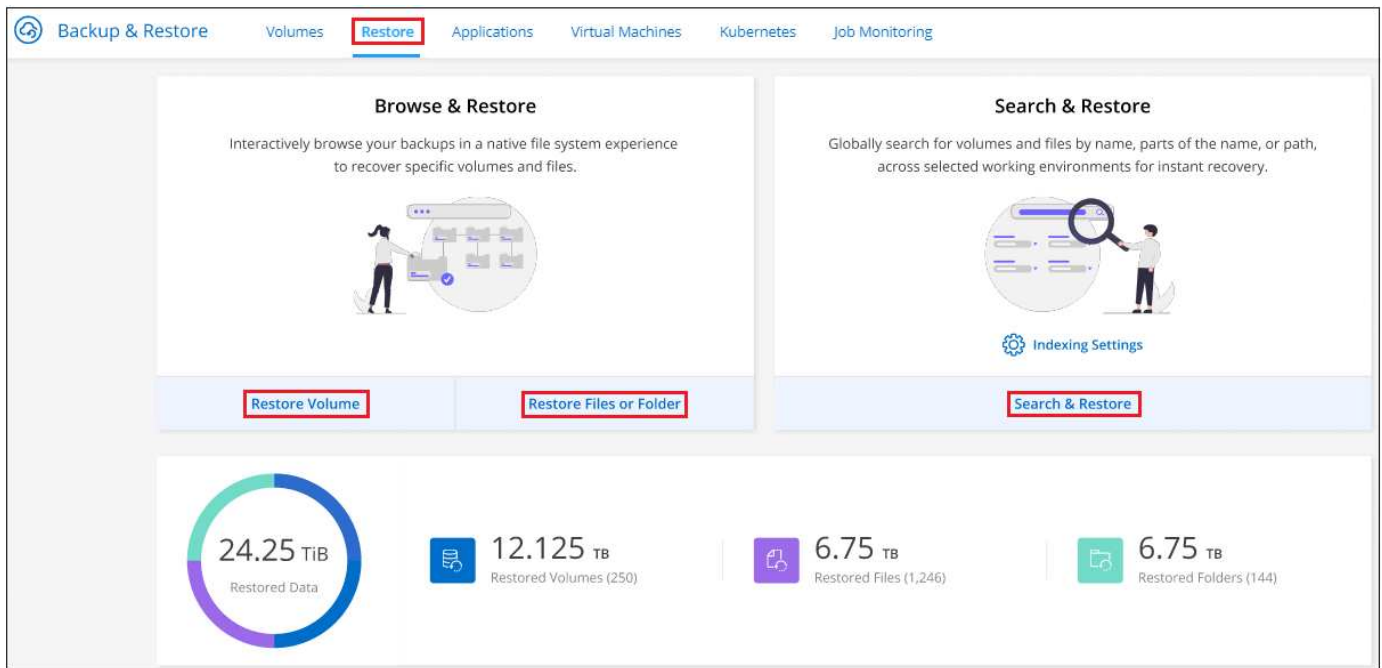 Backup & Restore
Volumes
Restore
Applications
Virtual Machines
Kubernetes
Job Monitoring
Browse & Restore
Interactively browse your backups in a native file system experience
to recover specific volumes and files.
Restore Volume
Restore Files or Folder
Search & Restore
Globally search for volumes and files by name, parts of the name, or path,
across selected working environments for instant recovery.
Indexing Settings
Search & Restore
24.25 TiB
Restored Data
12.125 TB
Restored Volumes (250)
6.75 TB
Restored Files (1,246)
6.75 TB
Restored Folders (144)